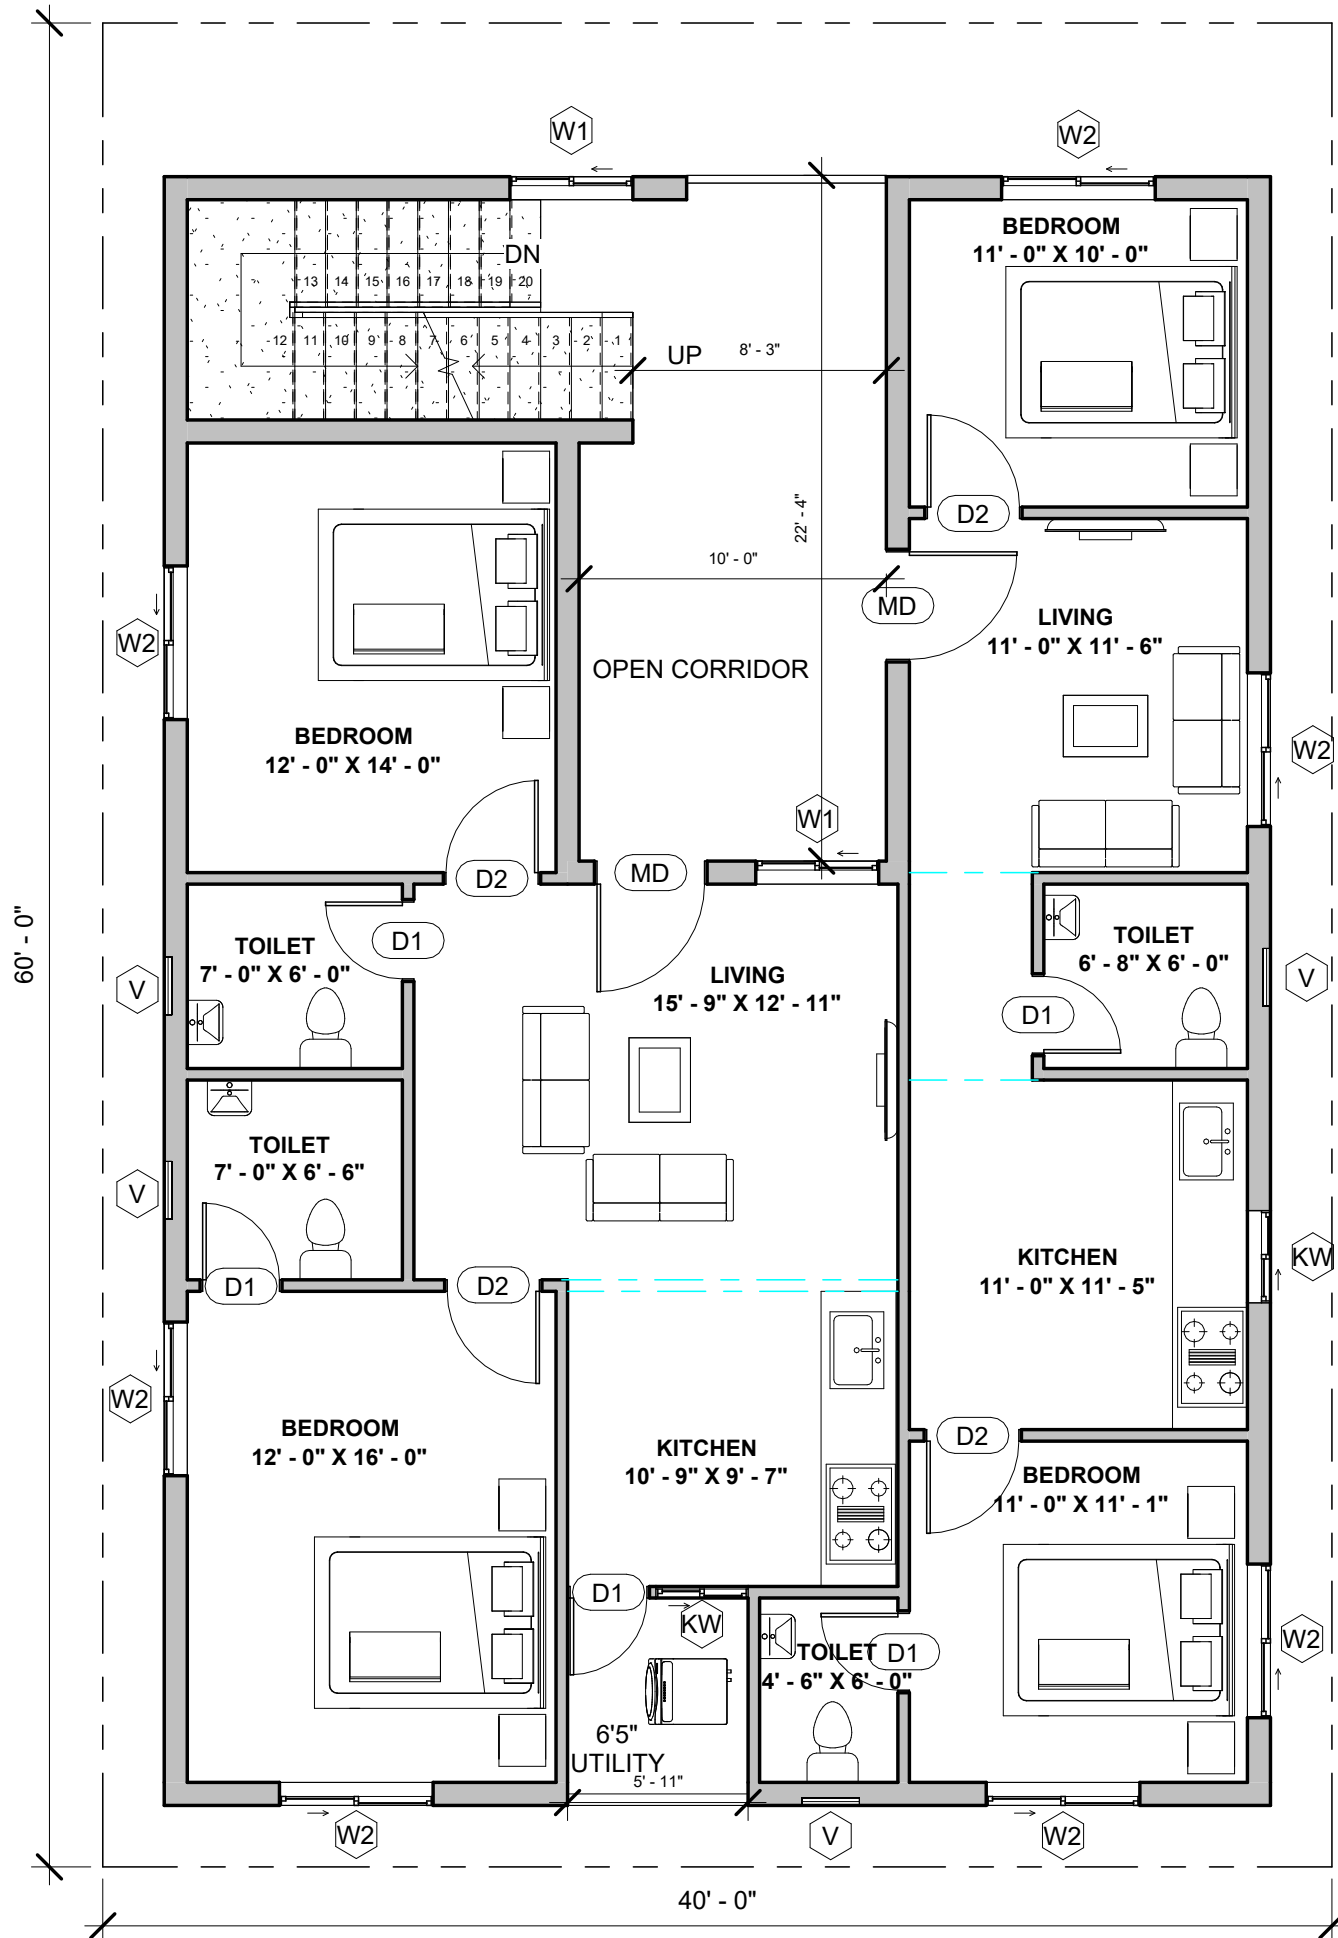 W1
W2
BEDROOM
11' - 0" X 10' - 0"
DN
13 14 15 16 17 18 19 20
12 11 10 9 8 7 6 5 4 3 2 1
UP
8' - 3"
D2
22' - 4"
10' - 0"
MD
LIVING
11' - 0" X 11' - 6"
W2
OPEN CORRIDOR
BEDROOM
12' - 0" X 14' - 0"
W2
W1
D2
MD
60' - 0"
D1
TOILET
7' - 0" X 6' - 0"
LIVING
15' - 9" X 12' - 11"
TOILET
6' - 8" X 6' - 0"
V
V
D1
TOILET
7' - 0" X 6' - 6"
V
KITCHEN
11' - 0" X 11' - 5"
KW
D1
D2
W2
BEDROOM
12' - 0" X 16' - 0"
KITCHEN
10' - 9" X 9' - 7"
D2
BEDROOM
11' - 0" X 11' - 1"
D1
KW
TOILET
4' - 6" X 6' - 0"
D1
W2
6'5"
UTILITY
5' - 11"
W2
V
W2
40' - 0"